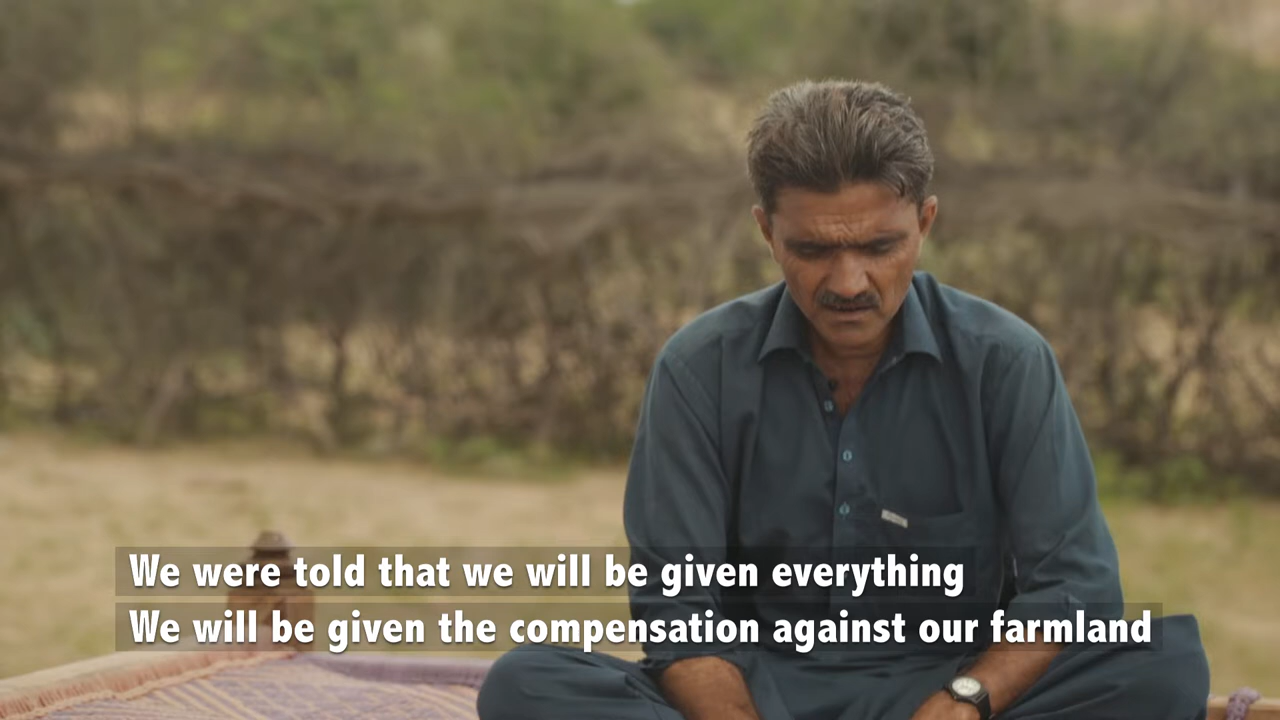 We were told that we will be given everything
We will be given the compensation against our farmland